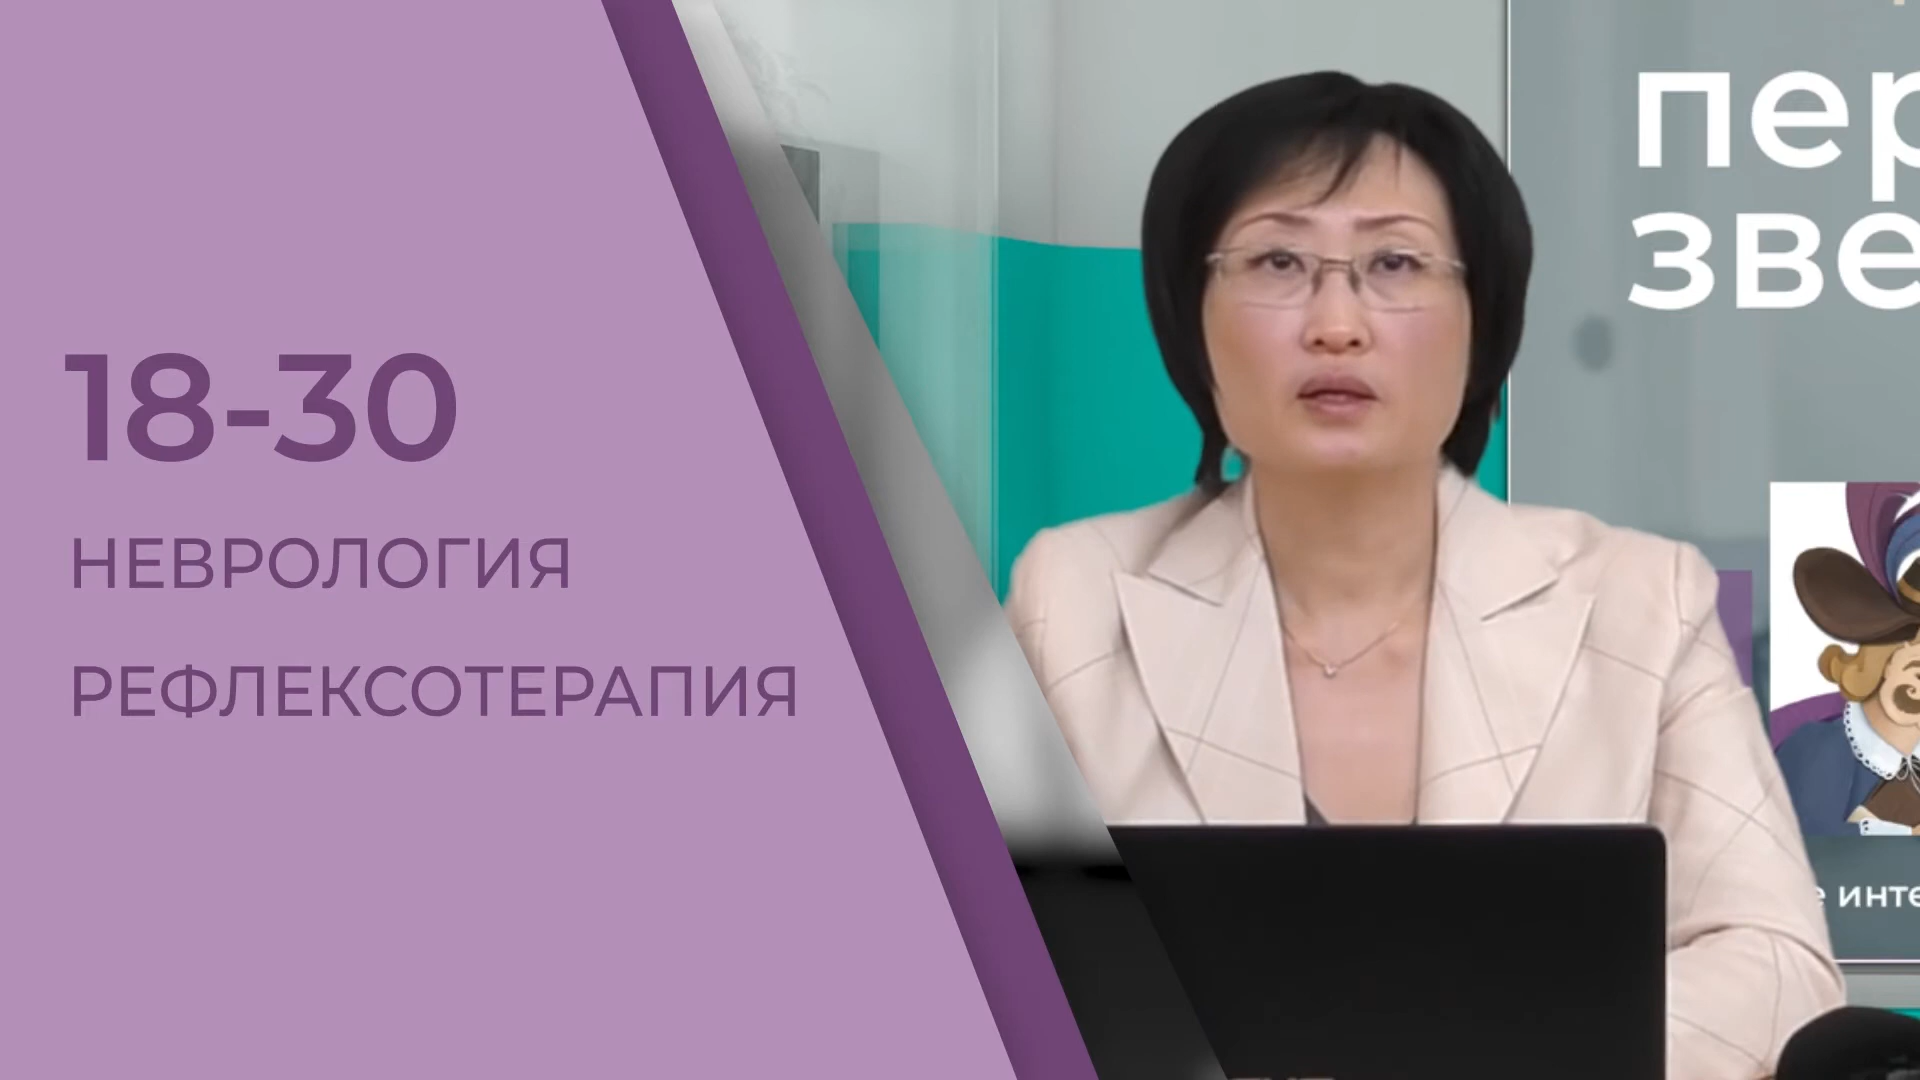 18-30
НЕВРОЛОГИЯ
РЕФЛЕКСОТЕРАПИЯ
пер
зве
е инте